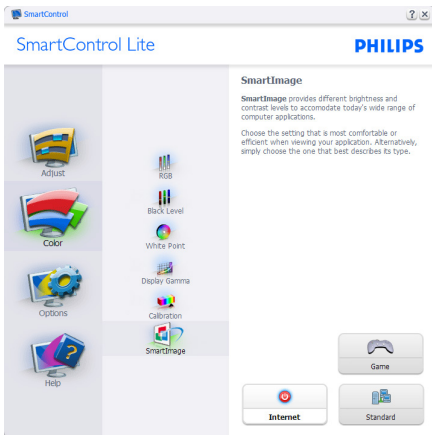 SmartControl
SmartControl Lite
PHILIPS
Adjust
Color
Options
Help
RGB
Black Level
White Point
Display Gamma
Calibration
SmartImage
SmartImage
SmartImage provides different brightness and
contrast levels to accomodate today's wide range of
computer applications.
Choose the setting that is most comfortable or
efficient when viewing your application. Alternatively,
simply choose the one that best describes its type.
Game
Internet
Standard